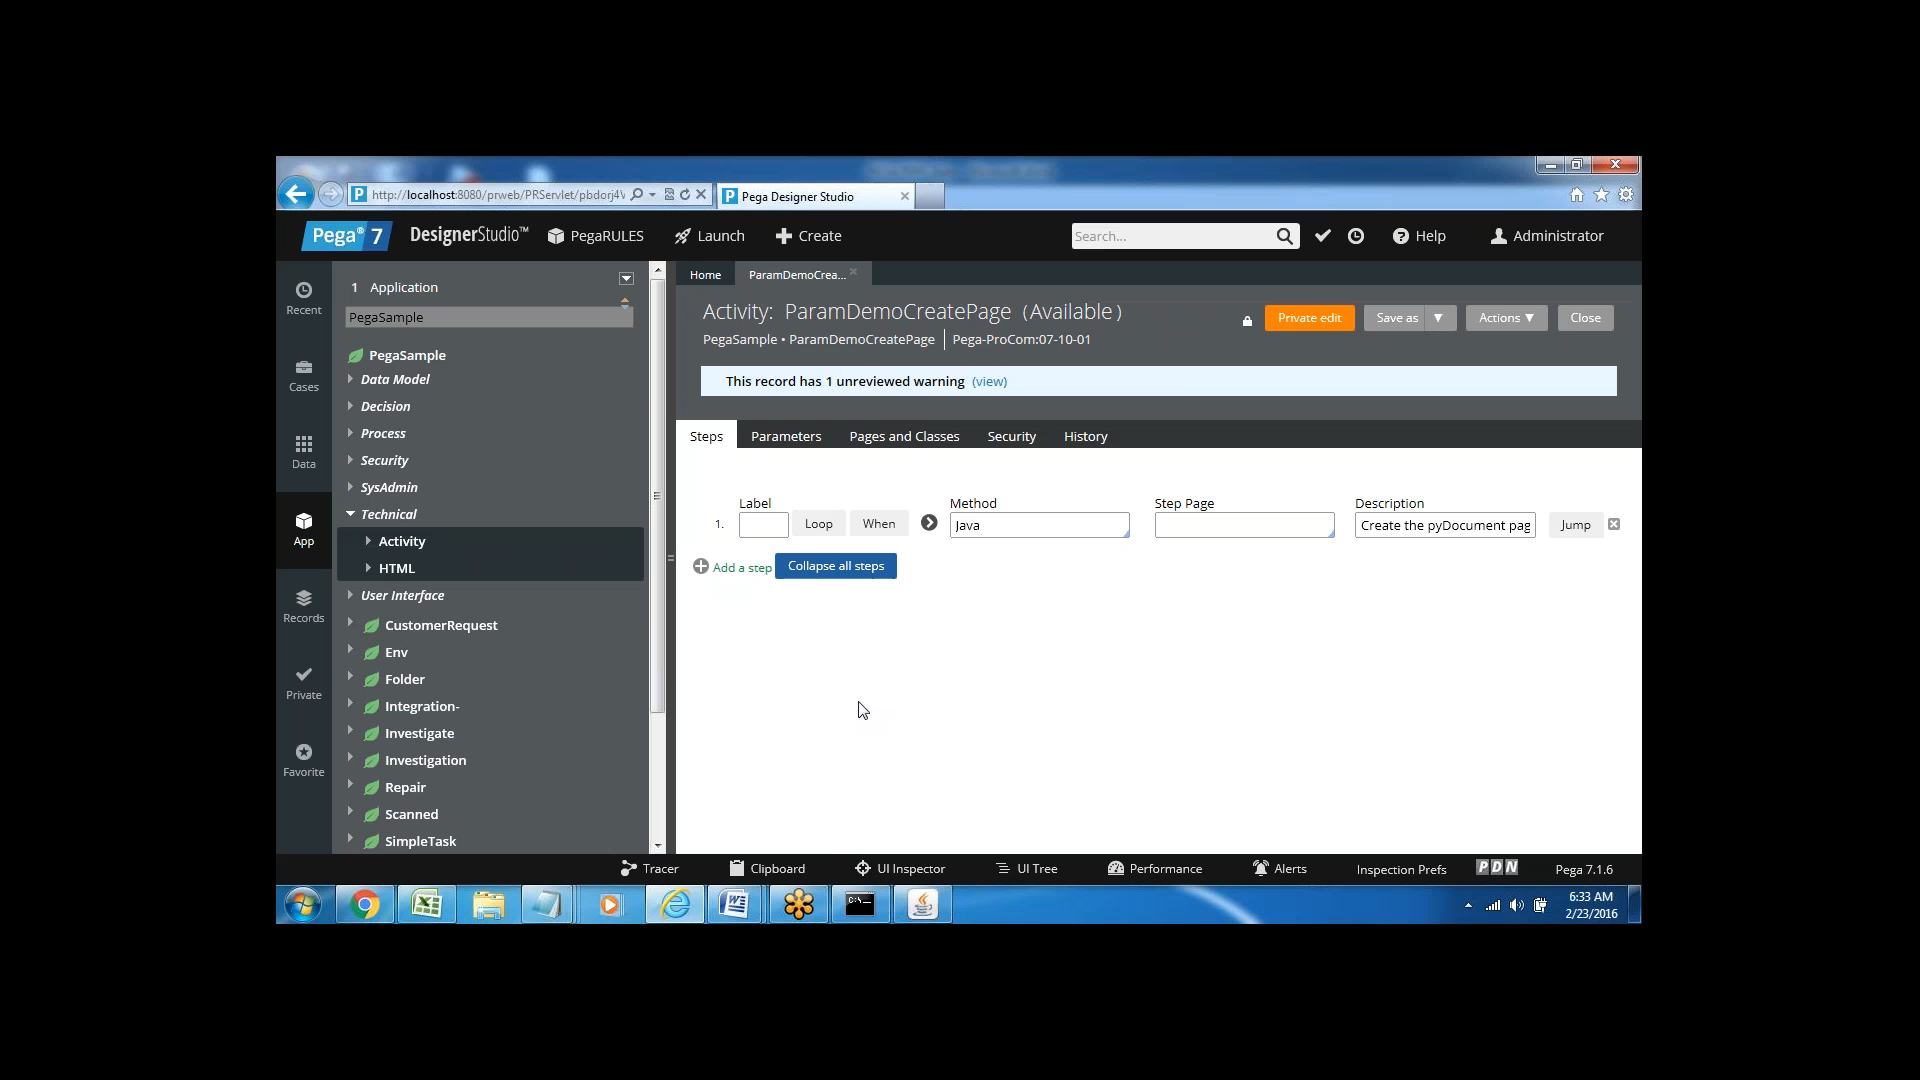 http://localhost:8080/prweb/PRServlet/pbdorj4V
Pega Designer Studio
Pega® 7
DesignerStudio™
PegaRULES
Launch
Create
Search...
Help
Administrator
Recent
Cases
Data
App
Records
Private
Favorite
1 Application
PegaSample
PegaSample
Data Model
Decision
Process
Security
SysAdmin
Technical
Activity
HTML
User Interface
CustomerRequest
Env
Folder
Integration-
Investigate
Investigation
Repair
Scanned
SimpleTask
Home
ParamDemoCrea...
Activity: ParamDemoCreatePage (Available)
PegaSample • ParamDemoCreatePage
Pega-ProCom:07-10-01
Private edit
Save as
Actions
Close
This record has 1 unreviewed warning (view)
Steps
Parameters
Pages and Classes
Security
History
Label
Method
Step Page
Description
1.
Loop
When
Java
Create the pyDocument pag
Jump
Add a step
Collapse all steps
Tracer
Clipboard
UI Inspector
UI Tree
Performance
Alerts
Inspection Prefs
PDN
Pega 7.1.6
6:33 AM
2/23/2016